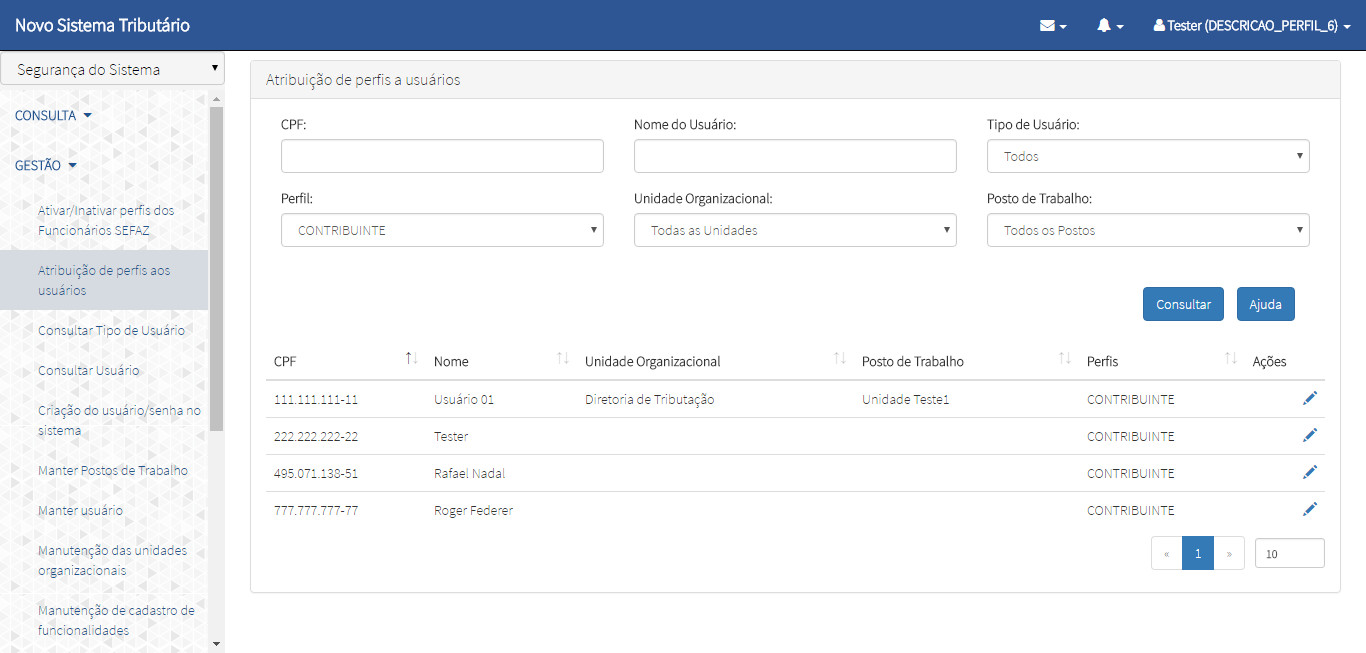 Novo Sistema Tributário
Tester (DESCRICAO_PERFIL_6)
Segurança do Sistema
CONSULTA
GESTÃO
Ativar/Inativar perfis dos
Funcionários SEFAZ
Atribuição de perfis aos
usuários
Consultar Tipo de Usuário
Consultar Usuário
Criação do usuário/senha no
sistema
Manter Postos de Trabalho
Manter usuário
Manutenção das unidades
organizacionais
Manutenção de cadastro de
funcionalidades
Atribuição de perfis a usuários
CPF: Nome do Usuário: Tipo de Usuário:
Todos
Perfil: Unidade Organizacional: Posto de Trabalho:
CONTRIBUINTE Todas as Unidades Todos os Postos
Consultar Ajuda
CPF Nome Unidade Organizacional Posto de Trabalho Perfis Ações
111.111.111-11 Usuário 01 Diretoria de Tributação Unidade Teste1 CONTRIBUINTE
222.222.222-22 Tester CONTRIBUINTE
495.071.138-51 Rafael Nadal CONTRIBUINTE
777.777.777-77 Roger Federer CONTRIBUINTE
« 1 » 10